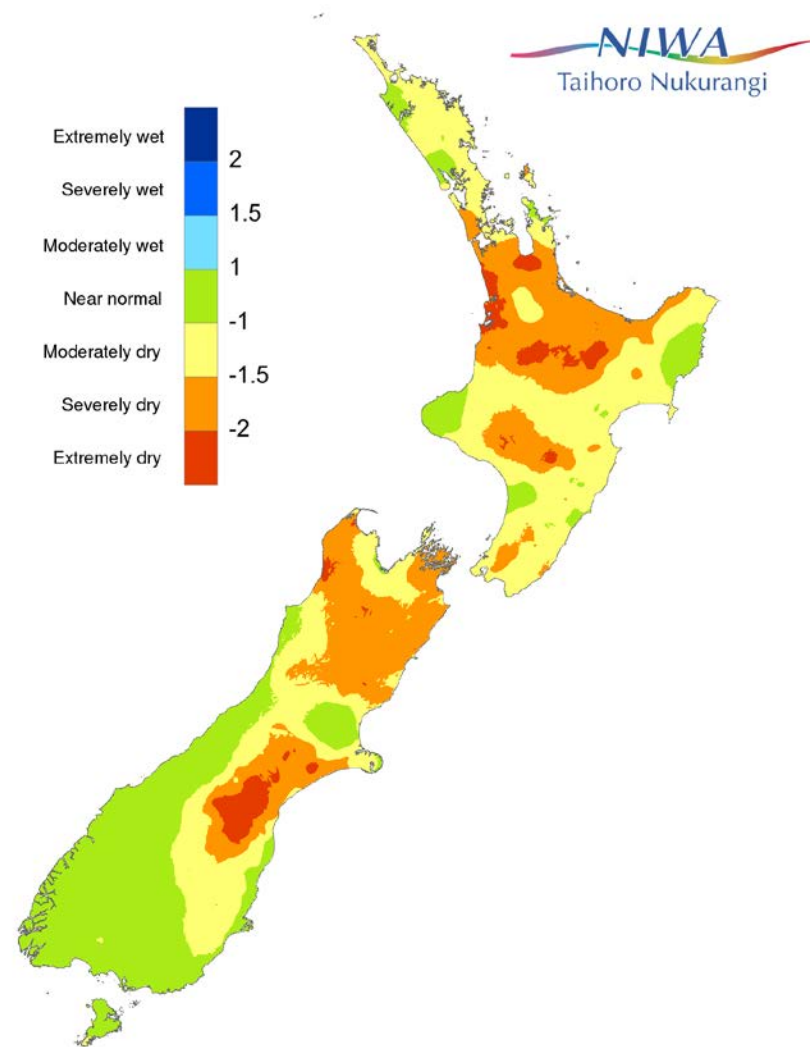 NIWA
Taihoro Nukurangi
Extremely wet
2
Severely wet
1.5
Moderately wet
1
Near normal
-1
Moderately dry
-1.5
Severely dry
-2
Extremely dry